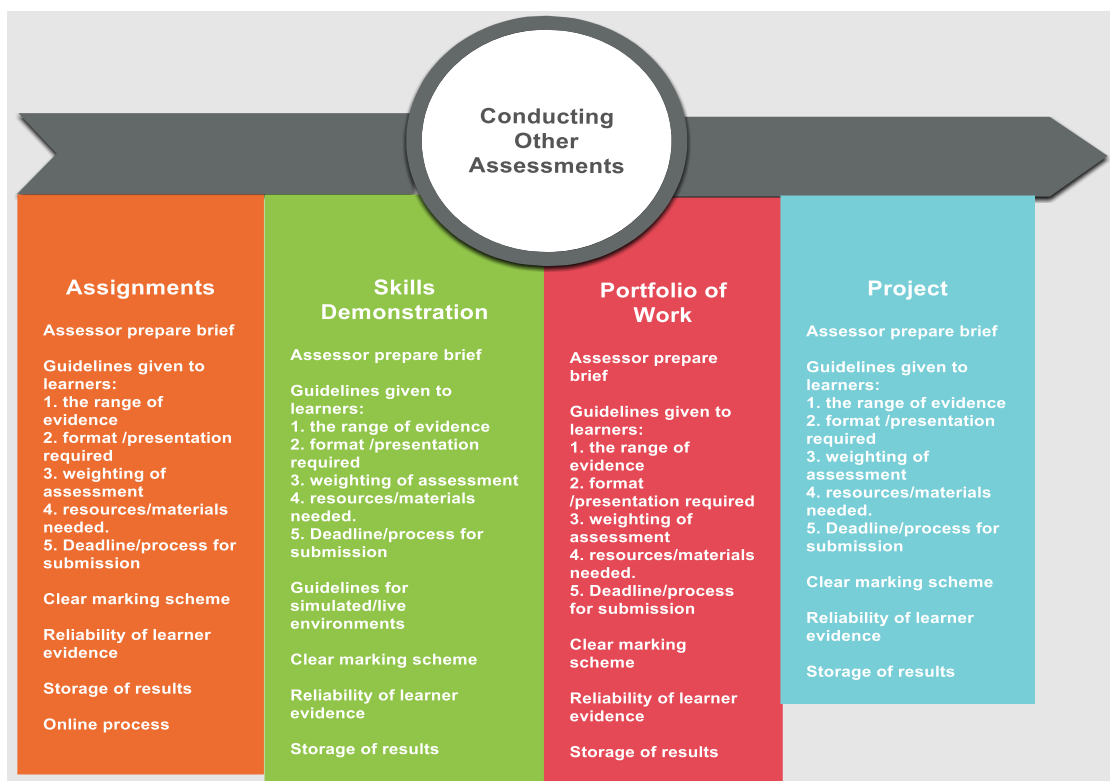 Conducting
Other
Assessments
Assignments
Assessor prepare brief
Guidelines given to
learners:
1. the range of
evidence
2. format /presentation
required
3. weighting of
assessment
4. resources/materials
needed.
5. Deadline/process for
submission
Clear marking scheme
Reliability of learner
evidence
Storage of results
Online process
Skills
Demonstration
Assessor prepare brief
Guidelines given to
learners:
1. the range of evidence
2. format /presentation
required
3. weighting of assessment
4. resources/materials
needed.
5. Deadline/process for
submission
Guidelines for
simulated/live
environments
Clear marking scheme
Reliability of learner
evidence
Storage of results
Portfolio of
Work
Assessor prepare
brief
Guidelines given to
learners:
1. the range of
evidence
2. format
/presentation required
3. weighting of
assessment
4. resources/materials
needed.
5. Deadline/process
for submission
Clear marking
scheme
Reliability of learner
evidence
Storage of results
Project
Assessor prepare brief
Guidelines given to
learners:
1. the range of evidence
2. format /presentation
required
3. weighting of
assessment
4. resources/materials
needed.
5. Deadline/process for
submission
Clear marking scheme
Reliability of learner
evidence
Storage of results